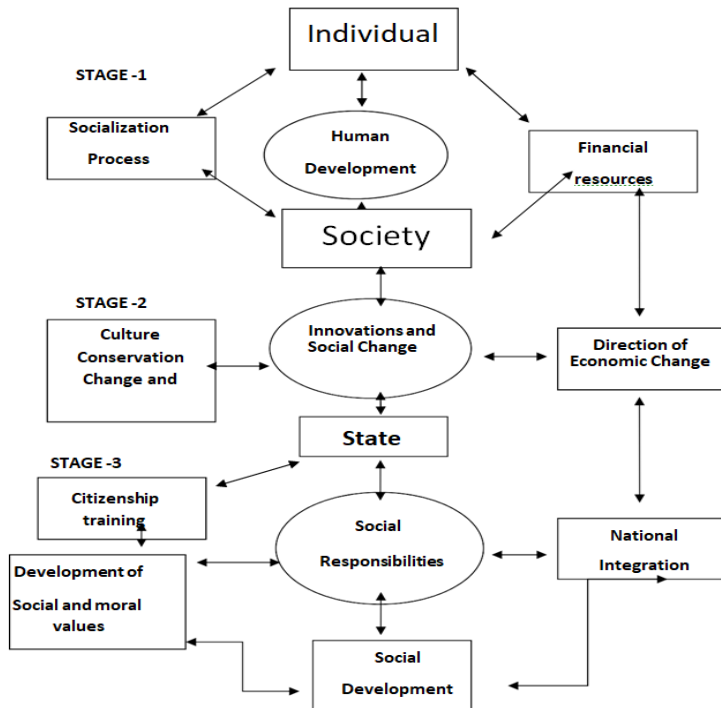 Individual
STAGE -1
Socialization
Process
Human
Development
Financial
resources
Society
STAGE -2
Culture
Conservation
Change and
Innovations and
Social Change
Direction of
Economic Change
State
STAGE -3
Citizenship
training
Social
Responsibilities
National
Integration
Development of
Social and moral
values
Social
Development